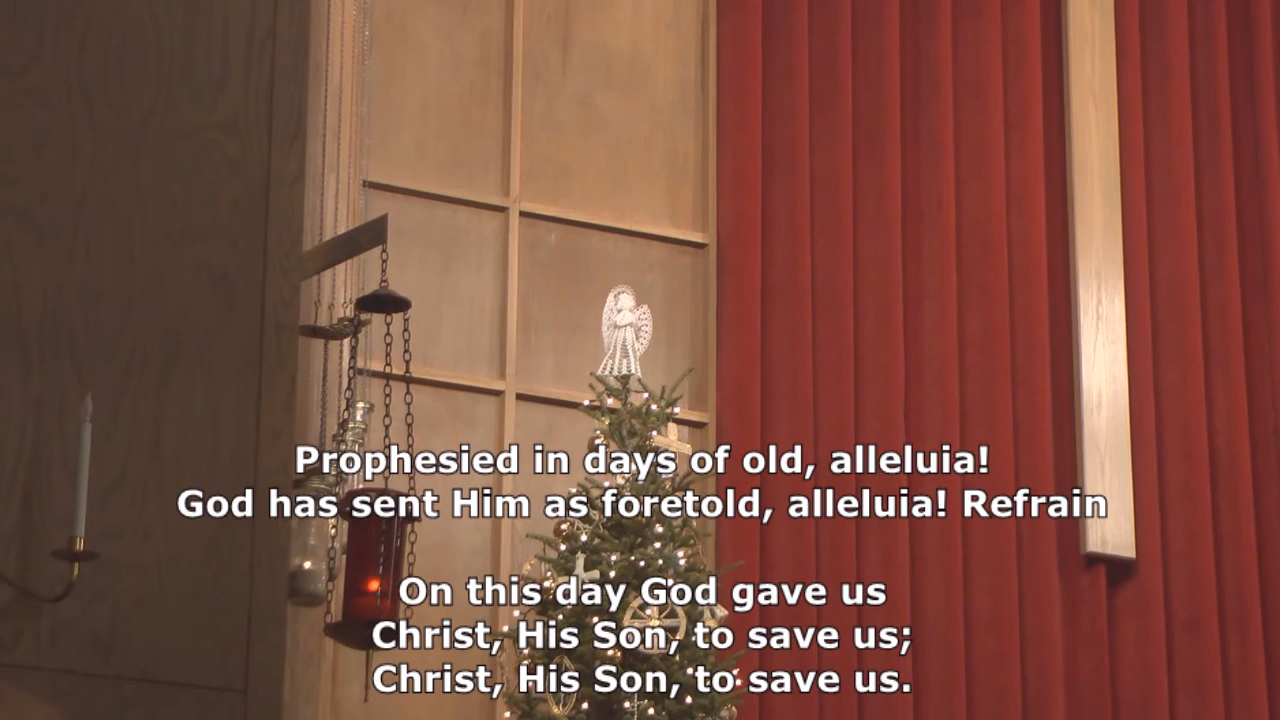 Prophesied in days of old, alleluia!
God has sent Him as foretold, alleluia! Refrain
On this day God gave us
Christ, His Son, to save us;
Christ, His Son, to save us.